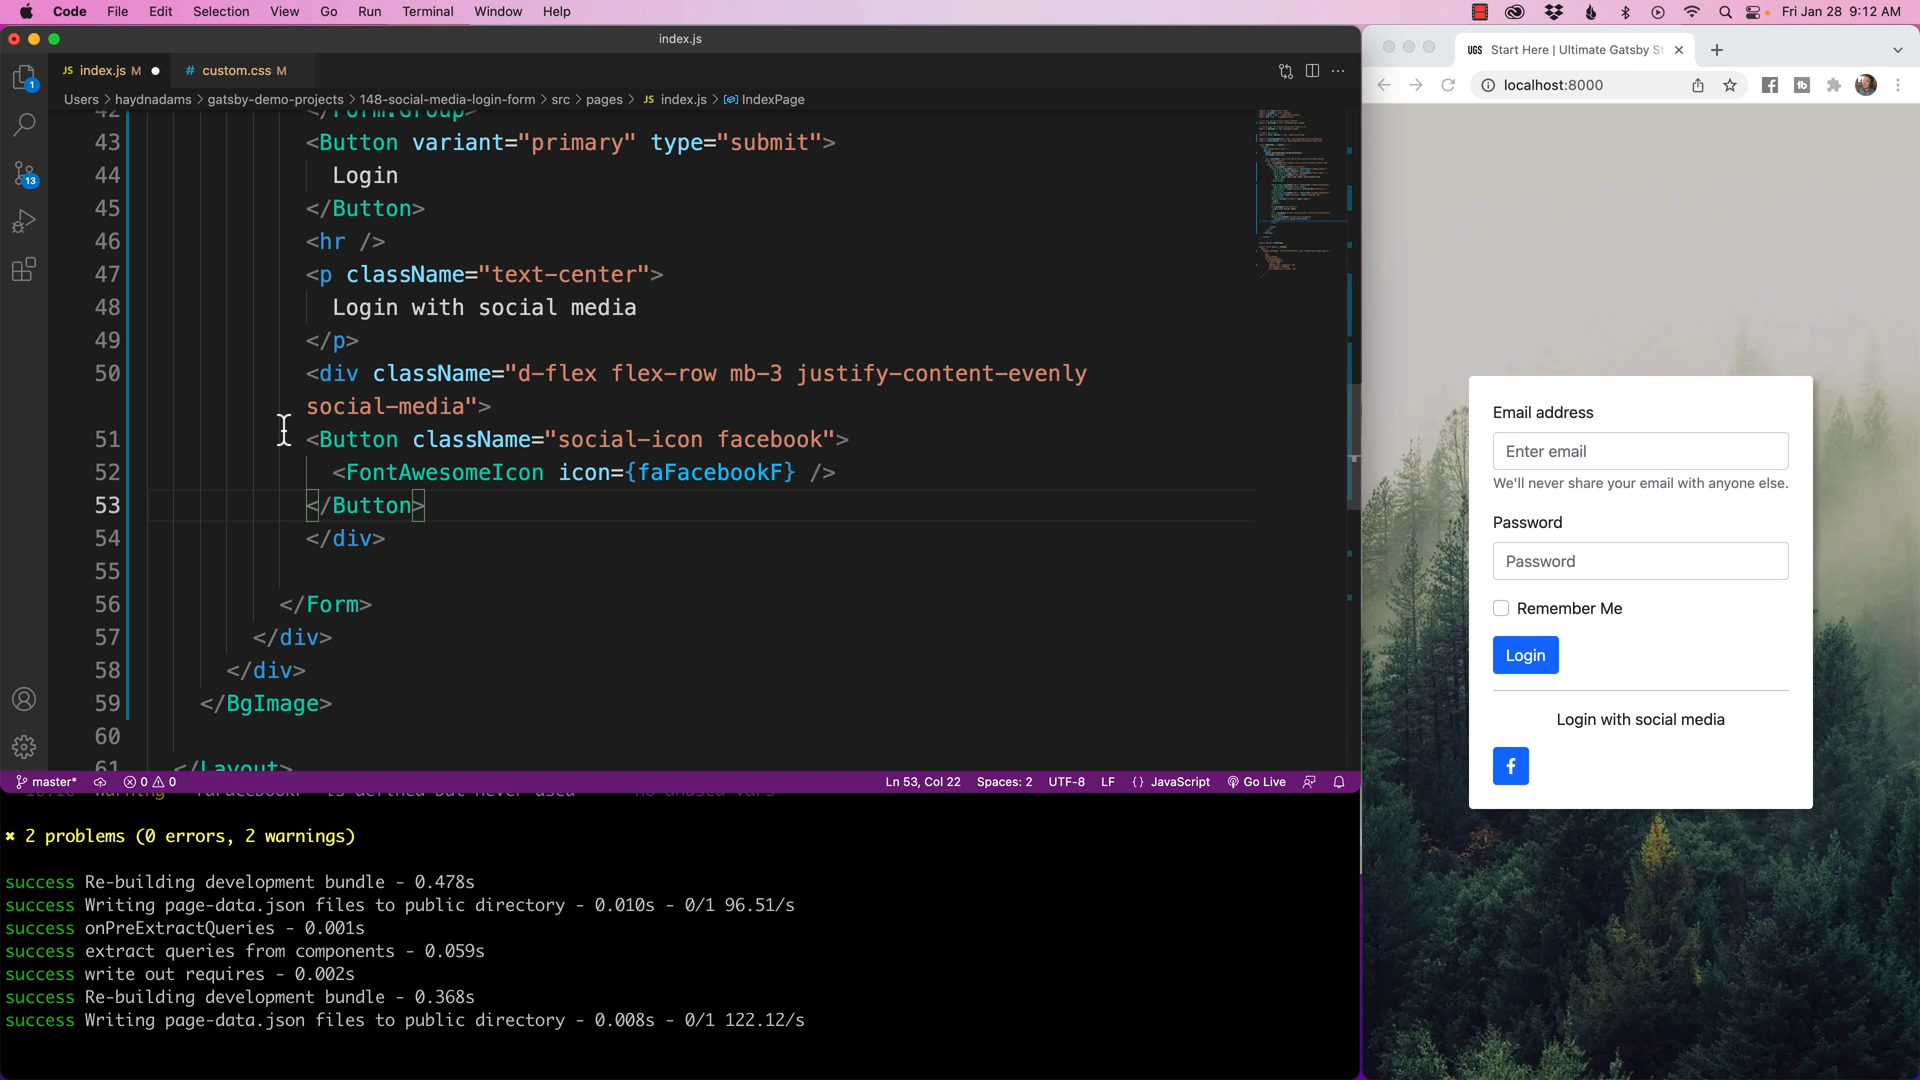 Code File Edit Selection View Go Run Terminal Window Help
Fri Jan 28 9:12 AM
index.js
JS index.js M
# custom.css M
Users > haydnadams > gatsby-demo-projects > 148-social-media-login-form > src > pages > JS index.js > IndexPage
42 </Form.Group>
43 <Button variant="primary" type="submit">
44 Login
45 </Button>
46 <hr />
47 <p className="text-center">
48 Login with social media
49 </p>
50 <div className="d-flex flex-row mb-3 justify-content-evenly
social-media">
51 <Button className="social-icon facebook">
52 <FontAwesomeIcon icon={faFacebookF} />
53 </Button>
54 </div>
55
56 </Form>
57 </div>
58 </div>
59 </BgImage>
60
61 </Layout>
1
13
master* 0 0 Ln 53, Col 22 Spaces: 2 UTF-8 LF {} JavaScript Go Live
✖ 2 problems (0 errors, 2 warnings)
success Re-building development bundle - 0.478s
success Writing page-data.json files to public directory - 0.010s - 0/1 96.51/s
success onPreExtractQueries - 0.001s
success extract queries from components - 0.059s
success write out requires - 0.002s
success Re-building development bundle - 0.368s
success Writing page-data.json files to public directory - 0.008s - 0/1 122.12/s
UGS Start Here | Ultimate Gatsby St
localhost:8000
Email address
Enter email
We'll never share your email with anyone else.
Password
Password
Remember Me
Login
Login with social media
f